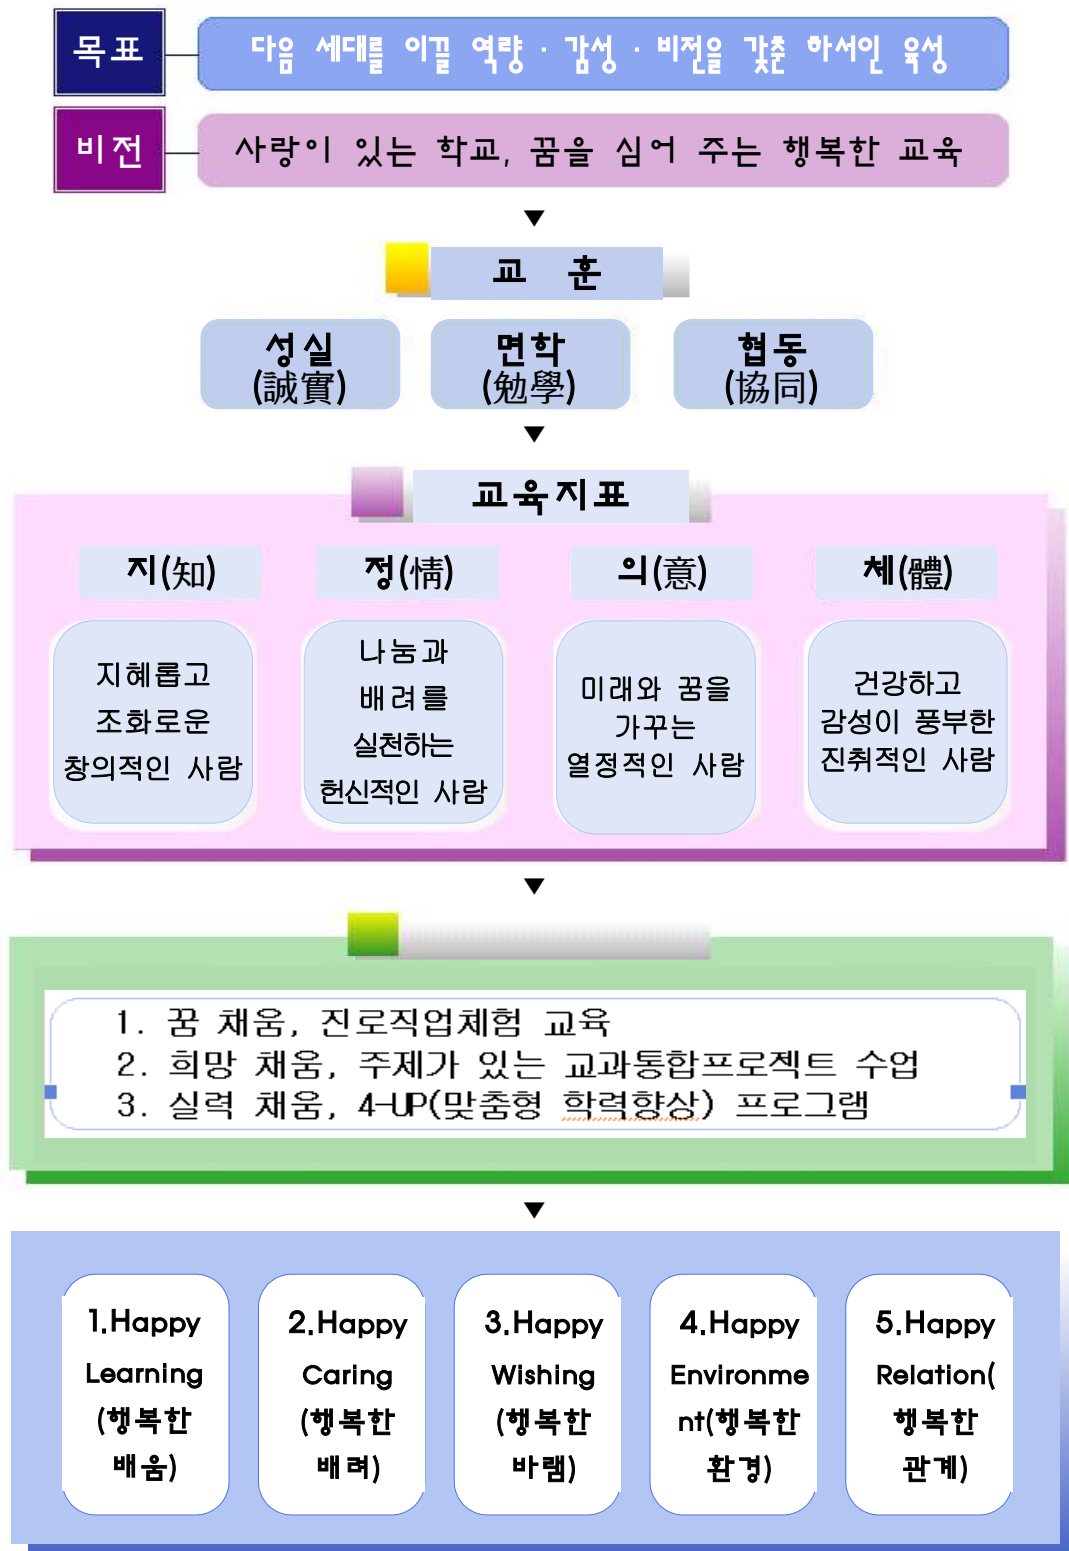 목표
다음 세대를 이끌 역량·감성·비전을 갖춘 하서인 육성
비전
사랑이 있는 학교, 꿈을 심어 주는 행복한 교육
▼
교 훈
성실
(誠實)
면학
(勉學)
협동
(協同)
▼
교육지표
지(知)
정(情)
의(意)
체(體)
지혜롭고
조화로운
창의적인 사람
나눔과
배려를
실천하는
헌신적인 사람
미래와 꿈을
가꾸는
열정적인 사람
건강하고
감성이 풍부한
진취적인 사람
▼
1. 꿈 채움, 진로직업체험 교육
2. 희망 채움, 주제가 있는 교과통합프로젝트 수업
3. 실력 채움, 4-UP(맞춤형 학력향상) 프로그램
▼
1.Happy
Learning
(행복한
배움)
2.Happy
Caring
(행복한
배려)
3.Happy
Wishing
(행복한
바램)
4.Happy
Environme
nt(행복한
환경)
5.Happy
Relation(
행복한
관계)